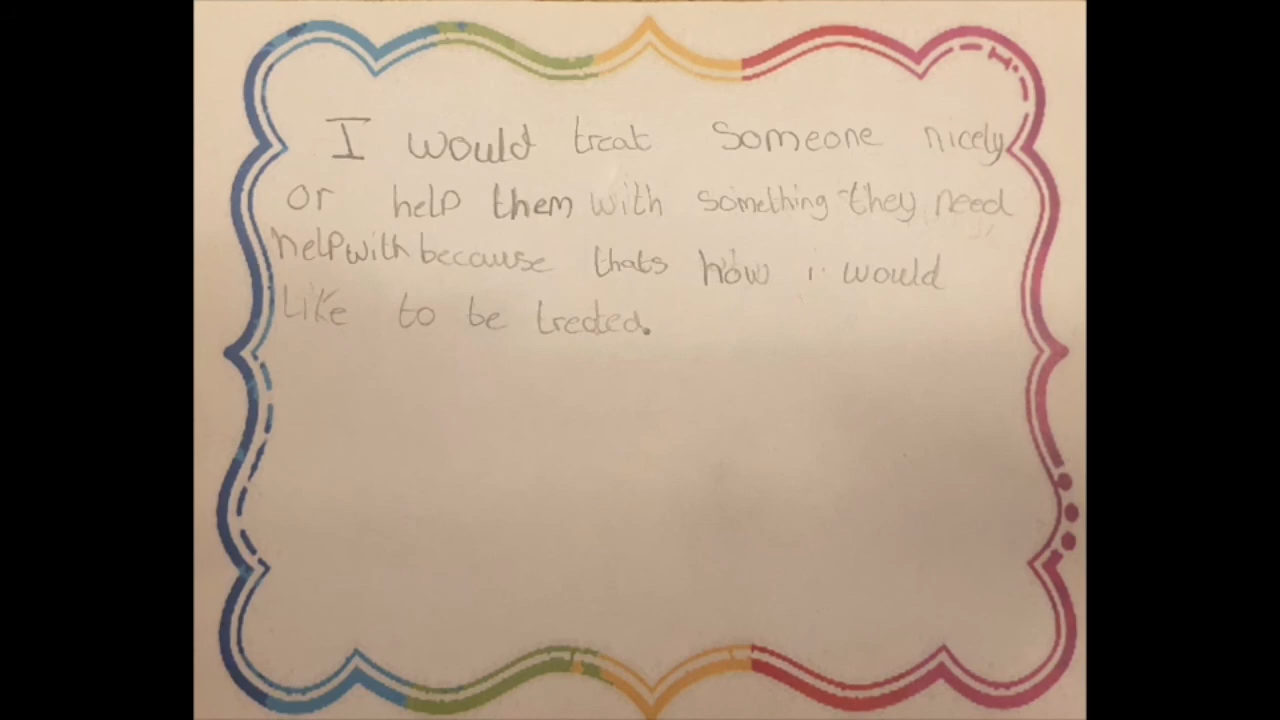 I would treat someone nicely
or help them with something they need
help with because thats how i would
like to be treated.